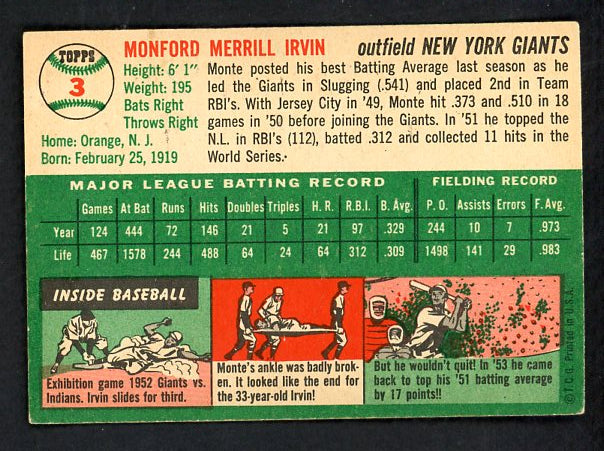 TOPPS
3
MONFORD MERRILL IRVIN outfield NEW YORK GIANTS
Height: 6' 1"
Weight: 195
Bats Right
Throws Right
Home: Orange, N. J.
Born: February 25, 1919
Monte posted his best Batting Average last season as he
led the Giants in Slugging (.541) and placed 2nd in Team
RBI's. With Jersey City in '49, Monte hit .373 and .510 in 18
games in '50 before joining the Giants. In '51 he topped the
N.L. in RBI's (112), batted .312 and collected 11 hits in the
World Series.
MAJOR LEAGUE BATTING RECORD FIELDING RECORD
Games At Bat Runs Hits Doubles Triples H. R. R.B.I. B. Avg. P. O. Assists Errors F. Avg.
Year 124 444 72 146 21 5 21 97 .329 244 10 7 .973
Life 467 1578 244 488 64 24 64 312 .309 1498 141 29 .983
INSIDE BASEBALL
Exhibition game 1952 Giants vs.
Indians. Irvin slides for third.
Monte's ankle was badly brok-
en. It looked like the end for
the 33-year-old Irvin!
But he wouldn't quit! In '53 he
came back to top his '51 batting average
by 17 points!!
© T.C.G. Printed in U.S.A.